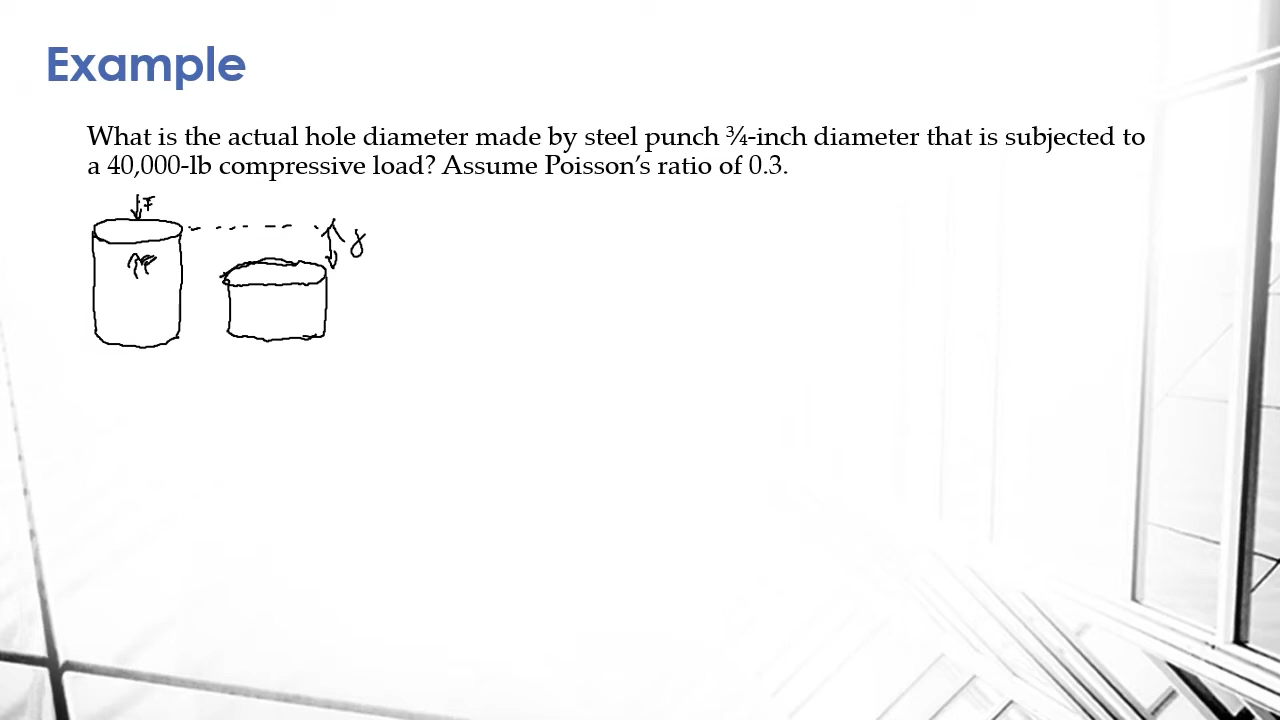 Example
What is the actual hole diameter made by steel punch ¾-inch diameter that is subjected to
a 40,000-lb compressive load? Assume Poisson’s ratio of 0.3.
F